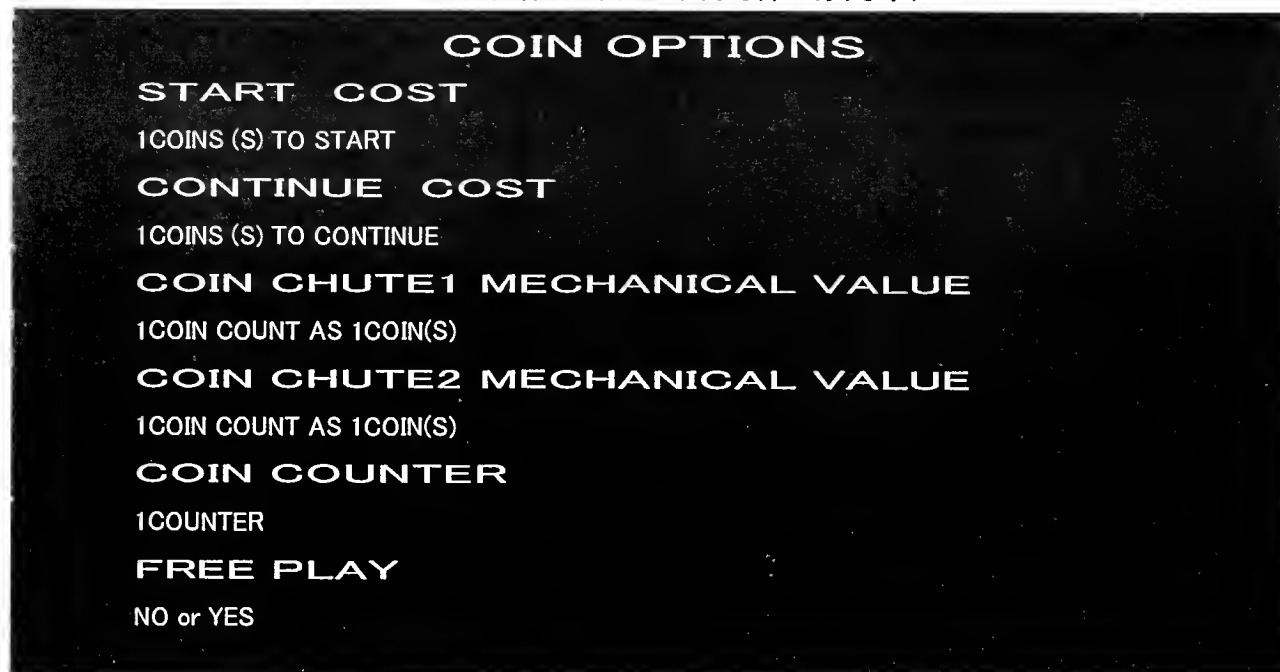 COIN OPTIONS
START COST
1COINS (S) TO START
CONTINUE COST
1COINS (S) TO CONTINUE
COIN CHUTE1 MECHANICAL VALUE
1COIN COUNT AS 1COIN(S)
COIN CHUTE2 MECHANICAL VALUE
1COIN COUNT AS 1COIN(S)
COIN COUNTER
1COUNTER
FREE PLAY
NO or YES